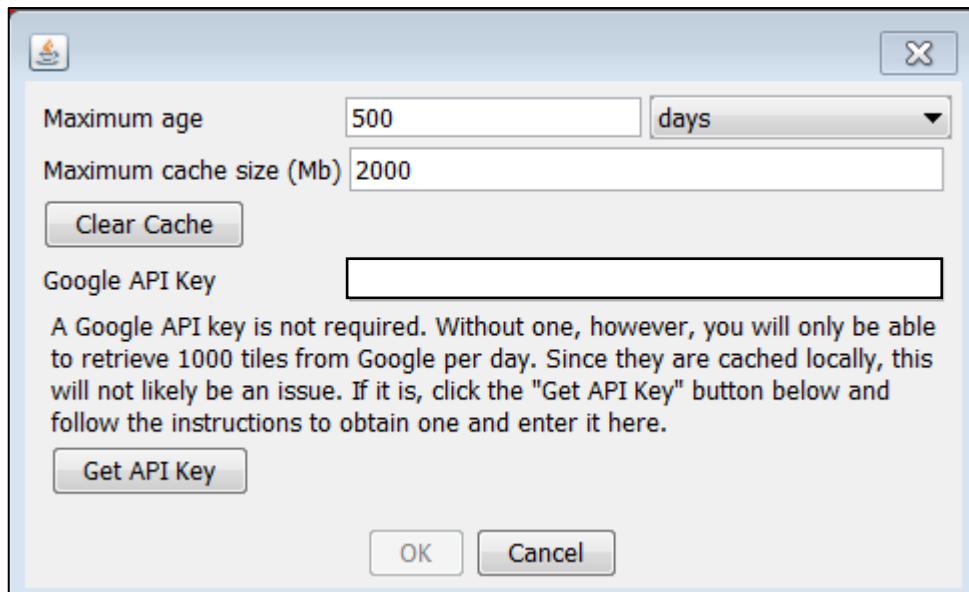 Maximum age 500 days
Maximum cache size (Mb) 2000
Clear Cache
Google API Key
A Google API key is not required. Without one, however, you will only be able
to retrieve 1000 tiles from Google per day. Since they are cached locally, this
will not likely be an issue. If it is, click the "Get API Key" button below and
follow the instructions to obtain one and enter it here.
Get API Key
OK Cancel